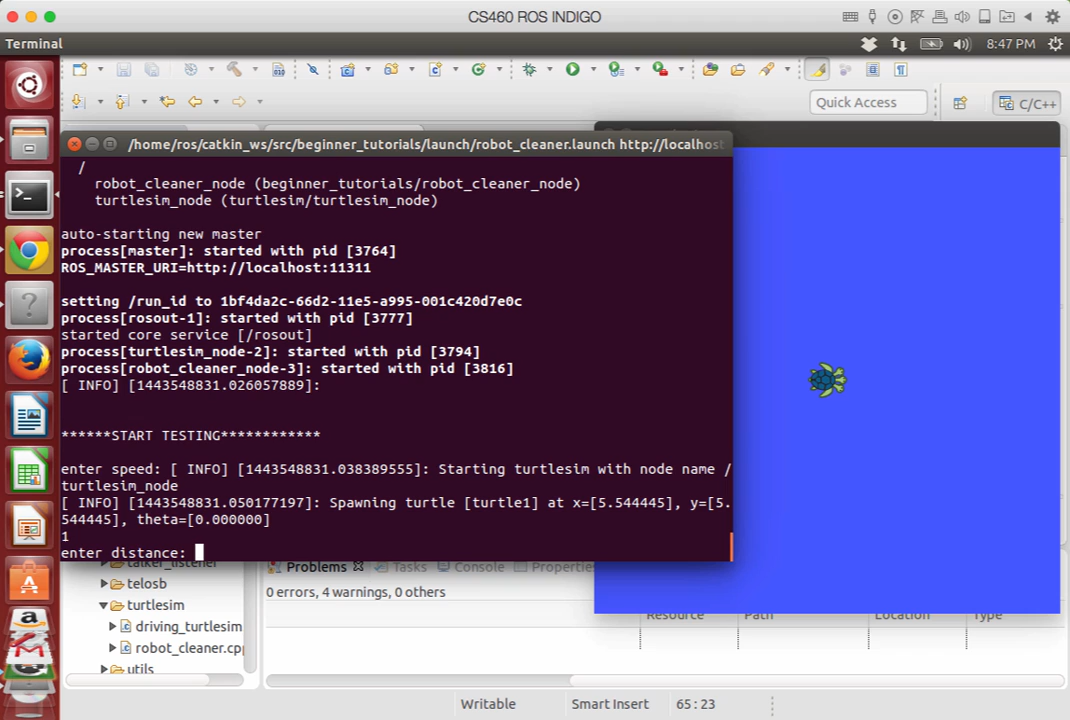 CS460 ROS INDIGO
Terminal
8:47 PM
Quick Access
C/C++
/home/ros/catkin_ws/src/beginner_tutorials/launch/robot_cleaner.launch http://localhost
/
robot_cleaner_node (beginner_tutorials/robot_cleaner_node)
turtlesim_node (turtlesim/turtlesim_node)
auto-starting new master
process[master]: started with pid [3764]
ROS_MASTER_URI=http://localhost:11311
setting /run_id to 1bf4da2c-66d2-11e5-a995-001c420d7e0c
process[rosout-1]: started with pid [3777]
started core service [/rosout]
process[turtlesim_node-2]: started with pid [3794]
process[robot_cleaner_node-3]: started with pid [3816]
[ INFO] [1443548831.026057889]:
******START TESTING************
enter speed: [ INFO] [1443548831.038389555]: Starting turtlesim with node name /
turtlesim_node
[ INFO] [1443548831.050177197]: Spawning turtle [turtle1] at x=[5.544445], y=[5.
544445], theta=[0.000000]
1
enter distance:
talker_listener
telosb
turtlesim
driving_turtlesim
robot_cleaner.cpp
utils
Problems
Tasks
Console
Properties
0 errors, 4 warnings, 0 others
Resource
Path
Location
Type
Writable
Smart Insert
65 : 23